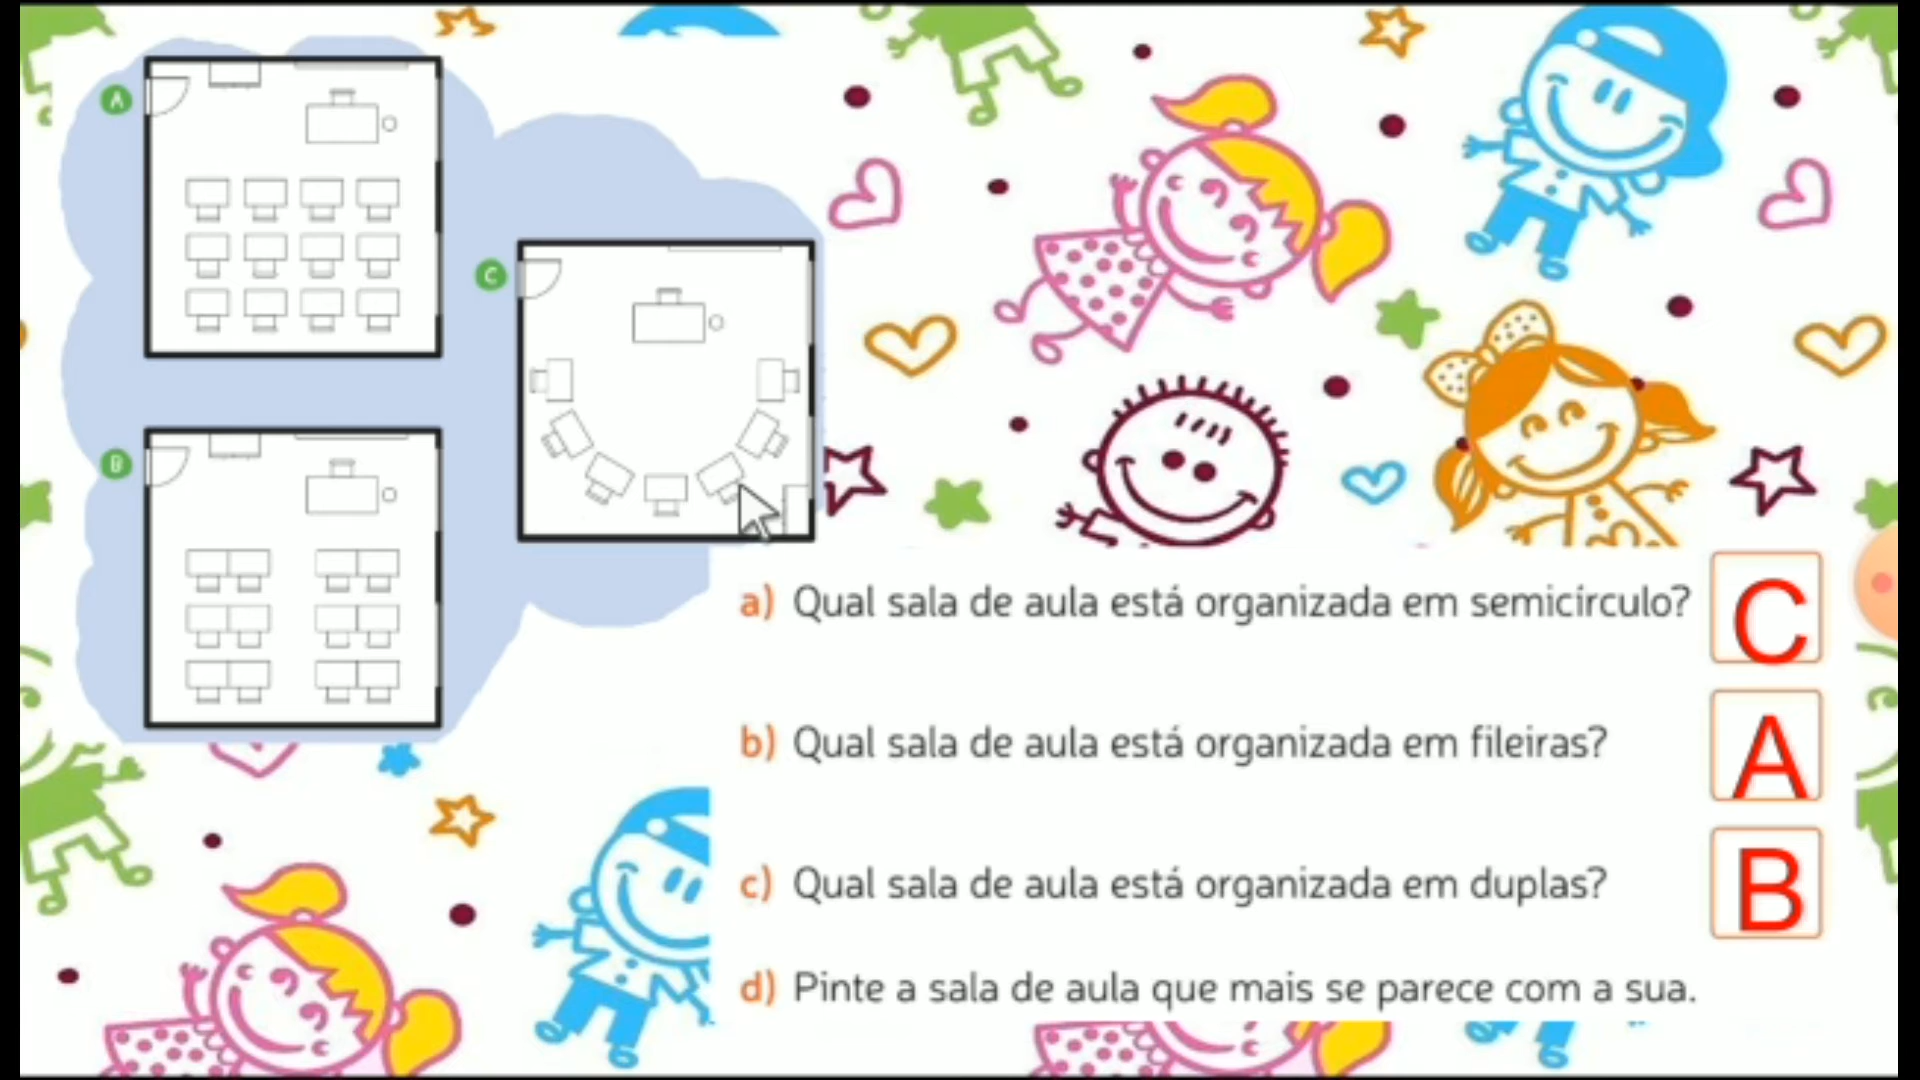 A
C
B
a) Qual sala de aula está organizada em semicírculo? C
b) Qual sala de aula está organizada em fileiras? A
c) Qual sala de aula está organizada em duplas? B
d) Pinte a sala de aula que mais se parece com a sua.